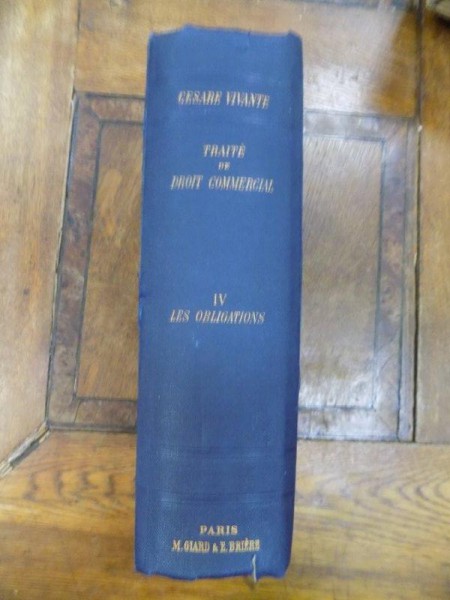 CESARE VIVANTE
TRAITÉ
DE
DROIT COMMERCIAL
IV
LES OBLIGATIONS
PARIS
M. GIARD & E. BRIÈRE